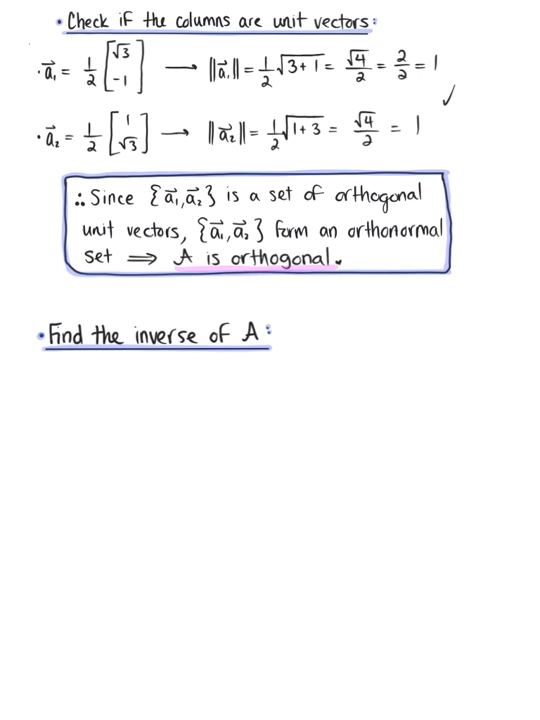 • Check if the columns are unit vectors:
· a⃗₁ = 1/2 [√3 -1] → ||a⃗₁|| = 1/2 √3+1 = √4/2 = 2/2 = 1
✓
· a⃗₂ = 1/2 [1 √3] → ||a⃗₂|| = 1/2 √1+3 = √4/2 = 1
∴ Since {a⃗₁, a⃗₂} is a set of orthogonal
unit vectors, {a⃗₁, a⃗₂} form an orthonormal
set ⟹ A is orthogonal.
• Find the inverse of A: